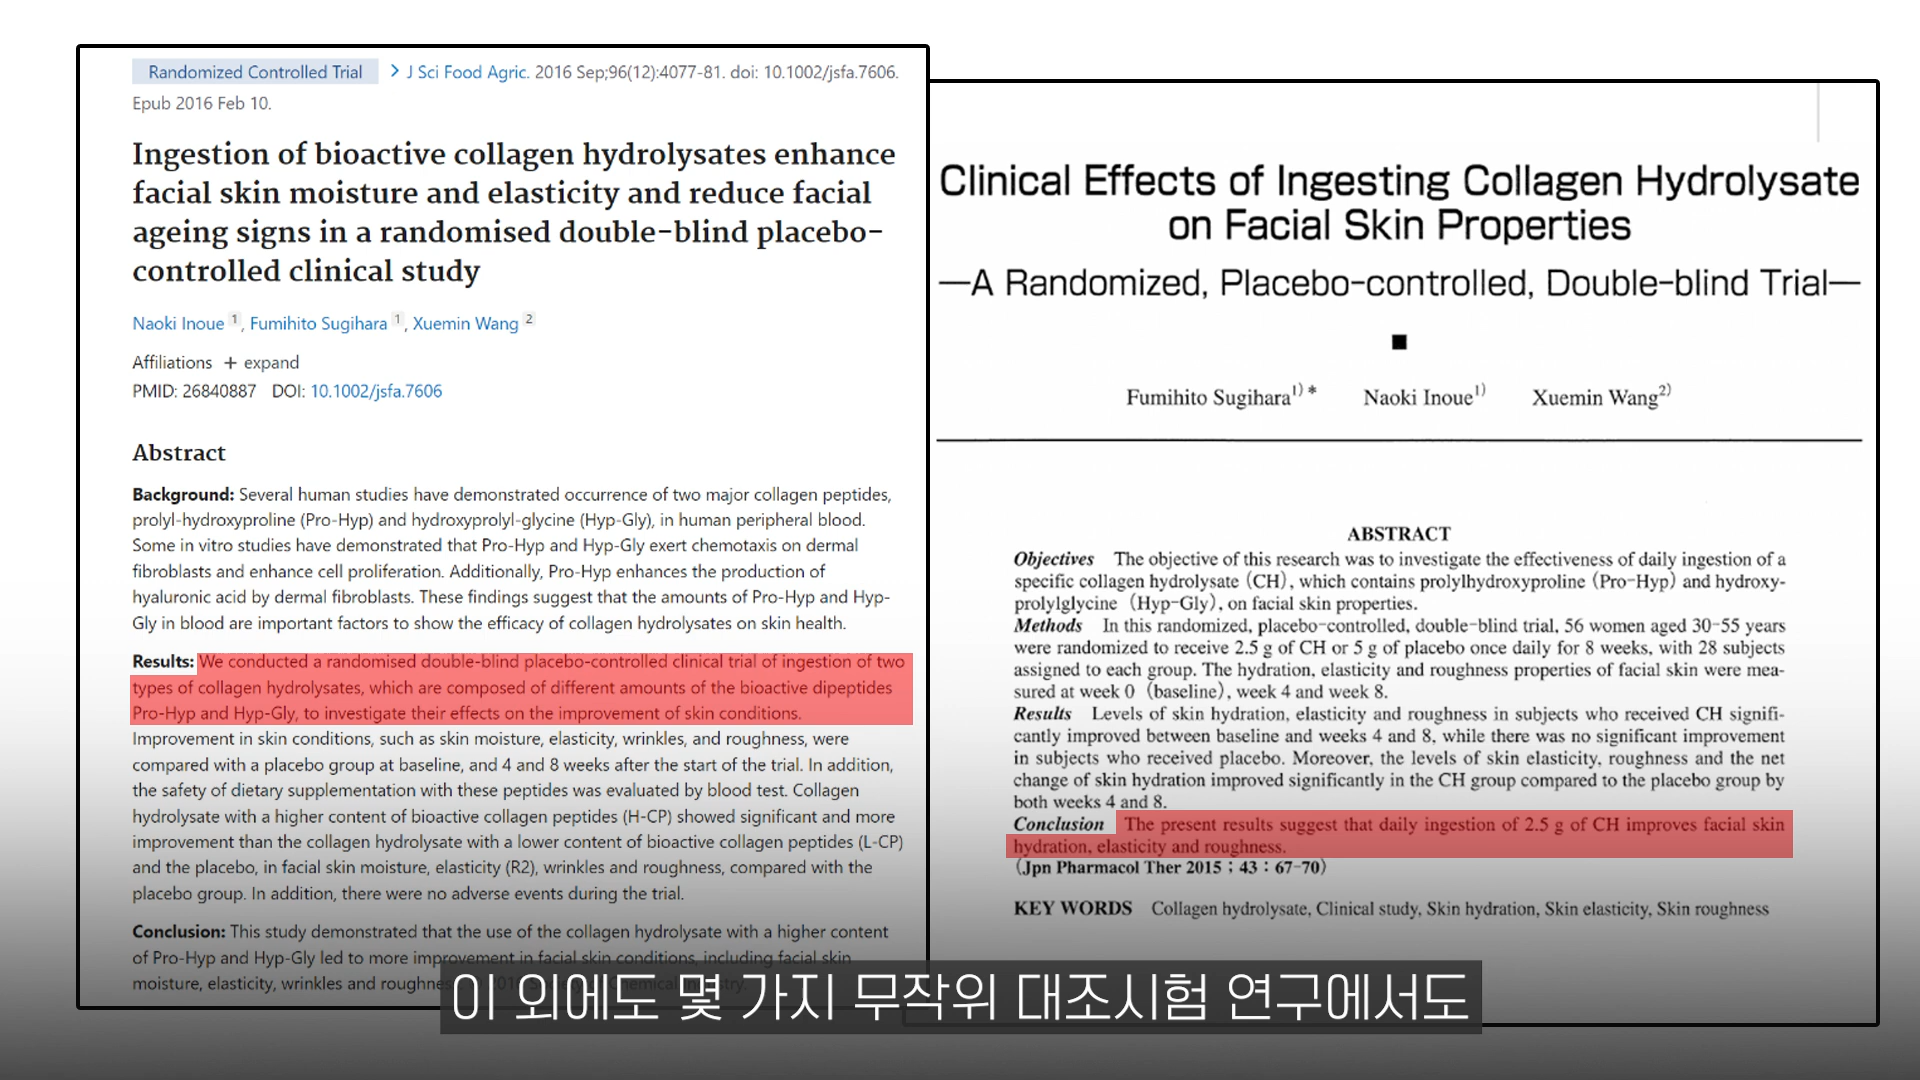 Randomized Controlled Trial > J Sci Food Agric. 2016 Sep;96(12):4077-81. doi: 10.1002/jsfa.7606.
Epub 2016 Feb 10.
Ingestion of bioactive collagen hydrolysates enhance
facial skin moisture and elasticity and reduce facial
ageing signs in a randomised double-blind placebo-
controlled clinical study
Naoki Inoue 1, Fumihito Sugihara 1, Xuemin Wang 2
Affiliations + expand
PMID: 26840887 DOI: 10.1002/jsfa.7606
Abstract
Background: Several human studies have demonstrated occurrence of two major collagen peptides,
prolyl-hydroxyproline (Pro-Hyp) and hydroxyprolyl-glycine (Hyp-Gly), in human peripheral blood.
Some in vitro studies have demonstrated that Pro-Hyp and Hyp-Gly exert chemotaxis on dermal
fibroblasts and enhance cell proliferation. Additionally, Pro-Hyp enhances the production of
hyaluronic acid by dermal fibroblasts. These findings suggest that the amounts of Pro-Hyp and Hyp-
Gly in blood are important factors to show the efficacy of collagen hydrolysates on skin health.
Results: We conducted a randomised double-blind placebo-controlled clinical trial of ingestion of two
types of collagen hydrolysates, which are composed of different amounts of the bioactive dipeptides
Pro-Hyp and Hyp-Gly, to investigate their effects on the improvement of skin conditions.
Improvement in skin conditions, such as skin moisture, elasticity, wrinkles, and roughness, were
compared with a placebo group at baseline, and 4 and 8 weeks after the start of the trial. In addition,
the safety of dietary supplementation with these peptides was evaluated by blood test. Collagen
hydrolysate with a higher content of bioactive collagen peptides (H-CP) showed significant and more
improvement than the collagen hydrolysate with a lower content of bioactive collagen peptides (L-CP)
and the placebo, in facial skin moisture, elasticity (R2), wrinkles and roughness, compared with the
placebo group. In addition, there were no adverse events during the trial.
Conclusion: This study demonstrated that the use of the collagen hydrolysate with a higher content
of Pro-Hyp and Hyp-Gly led to more improvement in facial skin conditions, including facial skin
moisture, elasticity, wrinkles and roughness
Clinical Effects of Ingesting Collagen Hydrolysate
on Facial Skin Properties
—A Randomized, Placebo-controlled, Double-blind Trial—
■
Fumihito Sugihara1)* Naoki Inoue1) Xuemin Wang2)
ABSTRACT
Objectives The objective of this research was to investigate the effectiveness of daily ingestion of a
specific collagen hydrolysate (CH), which contains prolylhydroxyproline (Pro-Hyp) and hydroxy-
prolylglycine (Hyp-Gly), on facial skin properties.
Methods In this randomized, placebo-controlled, double-blind trial, 56 women aged 30-55 years
were randomized to receive 2.5 g of CH or 5 g of placebo once daily for 8 weeks, with 28 subjects
assigned to each group. The hydration, elasticity and roughness properties of facial skin were mea-
sured at week 0 (baseline), week 4 and week 8.
Results Levels of skin hydration, elasticity and roughness in subjects who received CH signifi-
cantly improved between baseline and weeks 4 and 8, while there was no significant improvement
in subjects who received placebo. Moreover, the levels of skin elasticity, roughness and the net
change of skin hydration improved significantly in the CH group compared to the placebo group by
both weeks 4 and 8.
Conclusion The present results suggest that daily ingestion of 2.5 g of CH improves facial skin
hydration, elasticity and roughness.
(Jpn Pharmacol Ther 2015 ; 43 : 67-70)
KEY WORDS Collagen hydrolysate, Clinical study, Skin hydration, Skin elasticity, Skin roughness
이 외에도 몇 가지 무작위 대조시험 연구에서도